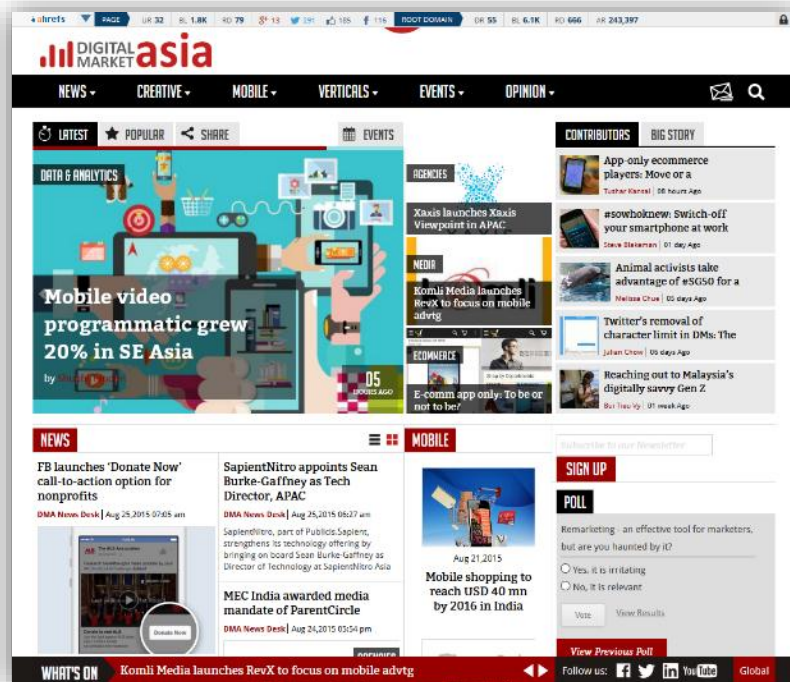 ahrefs PAGE UR 32 BL 1.8K RD 79 13 291 185 116 ROOT DOMAIN DR 55 BL 6.1K RD 666 AR 243,397
DIGITAL
MARKET
asia
NEWS CREATIVE MOBILE VERTICALS EVENTS OPINION
LATEST POPULAR SHARE EVENTS
DATA & ANALYTICS
Mobile video
programmatic grew
20% in SE Asia
by
05
HOURS AGO
AGENCIES
Xaxis launches Xaxis
Viewpoint in APAC
MEDIA
Komli Media launches
RevX to focus on mobile
advtg
ECOMMERCE
E-comm app only: To be or
not to be?
CONTRIBUTORS BIG STORY
App-only ecommerce
players: Move or a
Tushar Kansal | 08 hours Ago
#sowhoknew: Switch-off
your smartphone at work
Steve Blakeman | 01 day Ago
Animal activists take
advantage of #SG50 for a
Melissa Chua | 05 days Ago
Twitter's removal of
character limit in DMs: The
Julian Chow | 06 days Ago
Reaching out to Malaysia's
digitally savvy Gen Z
Bui Treu Vy | 01 week Ago
NEWS
FB launches 'Donate Now'
call-to-action option for
nonprofits
DMA News Desk | Aug 25,2015 07:05 am
Donate Now
SapientNitro appoints Sean
Burke-Gaffney as Tech
Director, APAC
DMA News Desk | Aug 25,2015 06:27 am
SapientNitro, part of Publicis.Sapient,
strengthens its technology offering by
bringing on board Sean Burke-Gaffney as
Director of Technology at SapientNitro Asia
MEC India awarded media
mandate of ParentCircle
DMA News Desk | Aug 24,2015 03:54 pm
AGENCIES
MOBILE
Aug 21,2015
Mobile shopping to
reach USD 40 mn
by 2016 in India
Subscribe to our Newsletter
SIGN UP
POLL
Remarketing - an effective tool for marketers,
but are you haunted by it?
Yes, it is irritating
No, it is relevant
Vote View Results
View Previous Poll
WHAT'S ON Komli Media launches RevX to focus on mobile advtg Follow us: You Tube Global